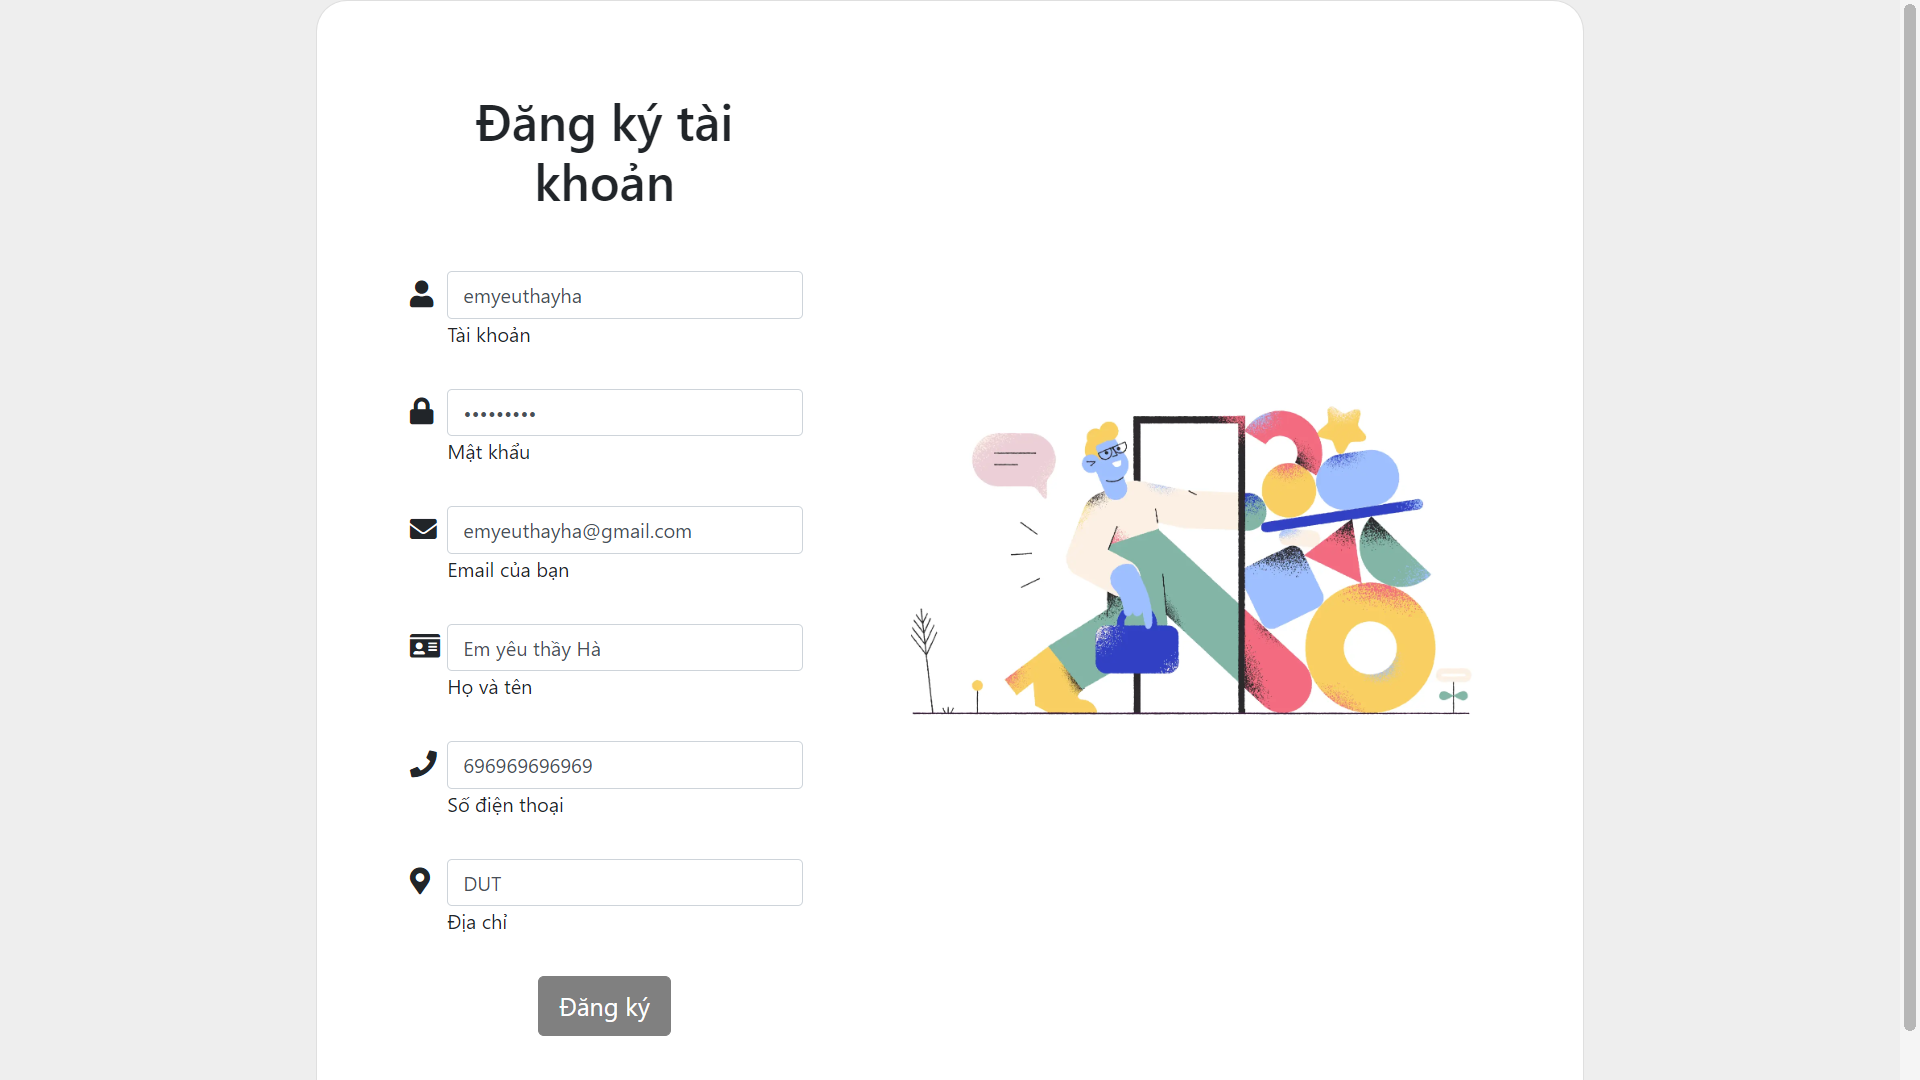 Đăng ký tài
khoản
emyeuthayha
Tài khoản
•••••••••
Mật khẩu
emyeuthayha@gmail.com
Email của bạn
Em yêu thầy Hà
Họ và tên
696969696969
Số điện thoại
DUT
Địa chỉ
Đăng ký